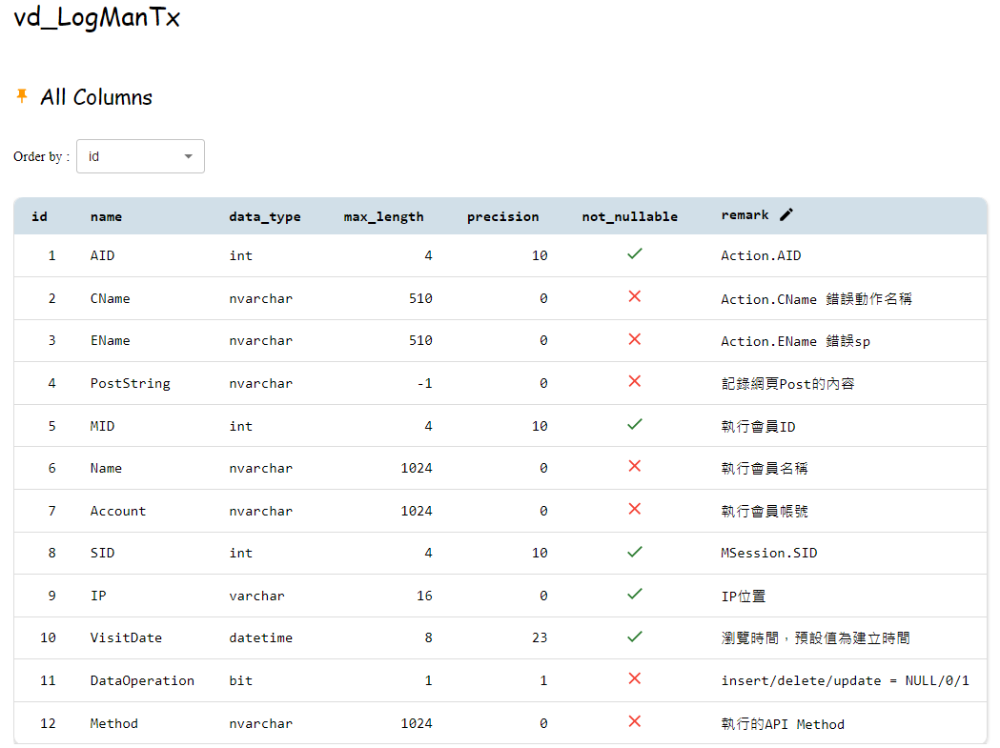 vd_LogManTx
All Columns
Order by : id
id name data_type max_length precision not_nullable remark
1 AID int 4 10 Action.AID
2 CName nvarchar 510 0 Action.CName 錯誤動作名稱
3 EName nvarchar 510 0 Action.EName 錯誤sp
4 PostString nvarchar -1 0 記錄網頁Post的內容
5 MID int 4 10 執行會員ID
6 Name nvarchar 1024 0 執行會員名稱
7 Account nvarchar 1024 0 執行會員帳號
8 SID int 4 10 MSession.SID
9 IP varchar 16 0 IP位置
10 VisitDate datetime 8 23 瀏覽時間，預設值為建立時間
11 DataOperation bit 1 1 insert/delete/update = NULL/0/1
12 Method nvarchar 1024 0 執行的API Method